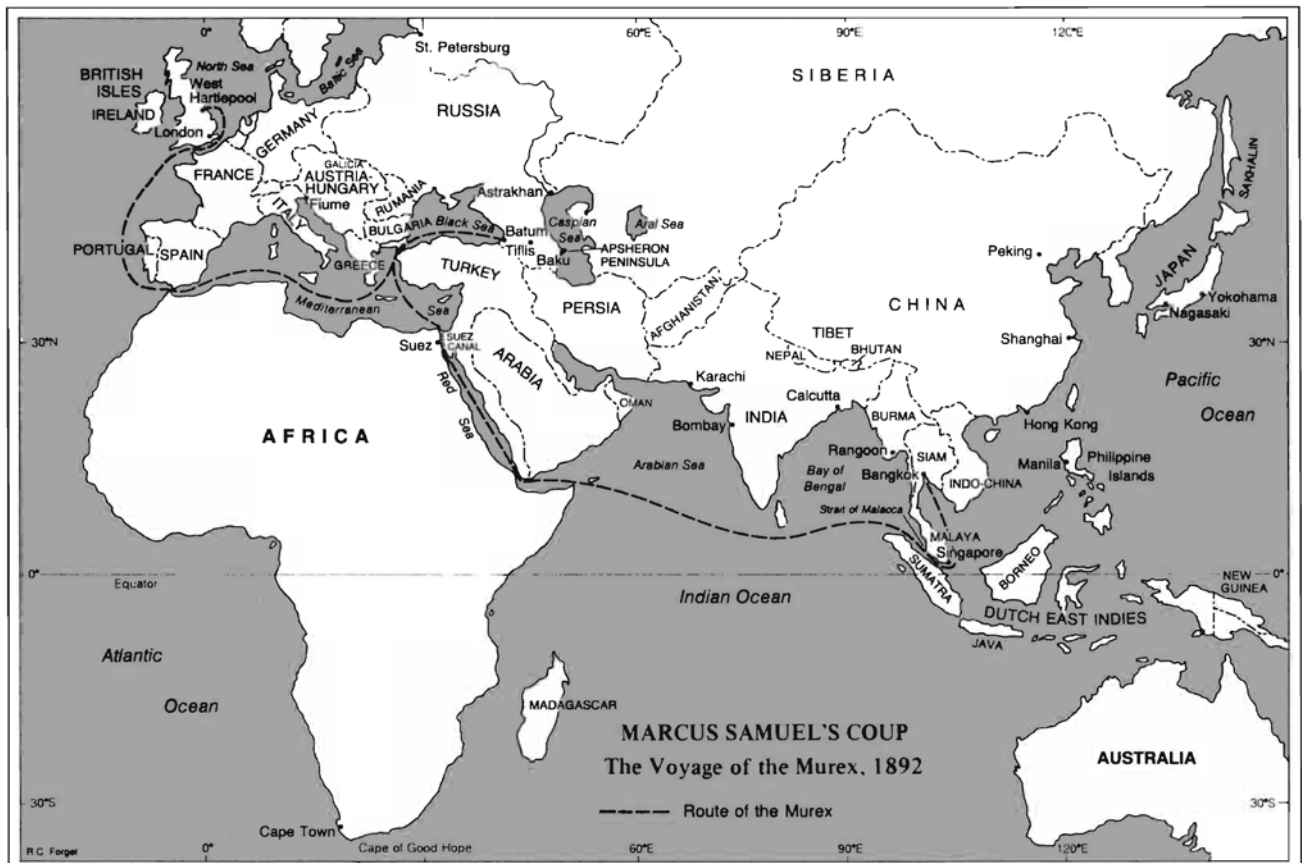 0°
60°E
90°E
120°E
St. Petersburg
SIBERIA
North Sea
Baltic Sea
BRITISH
ISLES
West
Hartlepool
IRELAND
RUSSIA
London
GERMANY
SAKHALIN
GALICIA
FRANCE
AUSTRIA-
HUNGARY
Fiume
RUMANIA
Astrakhan
ITALY
BULGARIA
Black Sea
Caspian
Sea
Aral Sea
Batum
Tiflis
Baku
APSHERON
PENINSULA
PORTUGAL
SPAIN
GREECE
TURKEY
Peking
JAPAN
PERSIA
AFGHANISTAN
CHINA
Yokohama
Nagasaki
Mediterranean
Sea
TIBET
30°N
Suez
SUEZ
CANAL
NEPAL
BHUTAN
Shanghai
30°N
ARABIA
Karachi
Pacific
Ocean
Red
Sea
OMAN
Calcutta
INDIA
BURMA
Hong Kong
AFRICA
Bombay
Rangoon
SIAM
Manila
Philippine
Islands
Arabian Sea
Bay of
Bengal
Bangkok
INDO-CHINA
Strait of Malacca
MALAYA
Singapore
0°
Equator
SUMATRA
BORNEO
0°
NEW
GUINEA
Indian Ocean
DUTCH EAST INDIES
JAVA
Atlantic
Ocean
MADAGASCAR
MARCUS SAMUEL'S COUP
The Voyage of the Murex, 1892
AUSTRALIA
Route of the Murex
30°S
30°S
Cape Town
R.C. Forget
0°
Cape of Good Hope
60°E
90°E
120°E